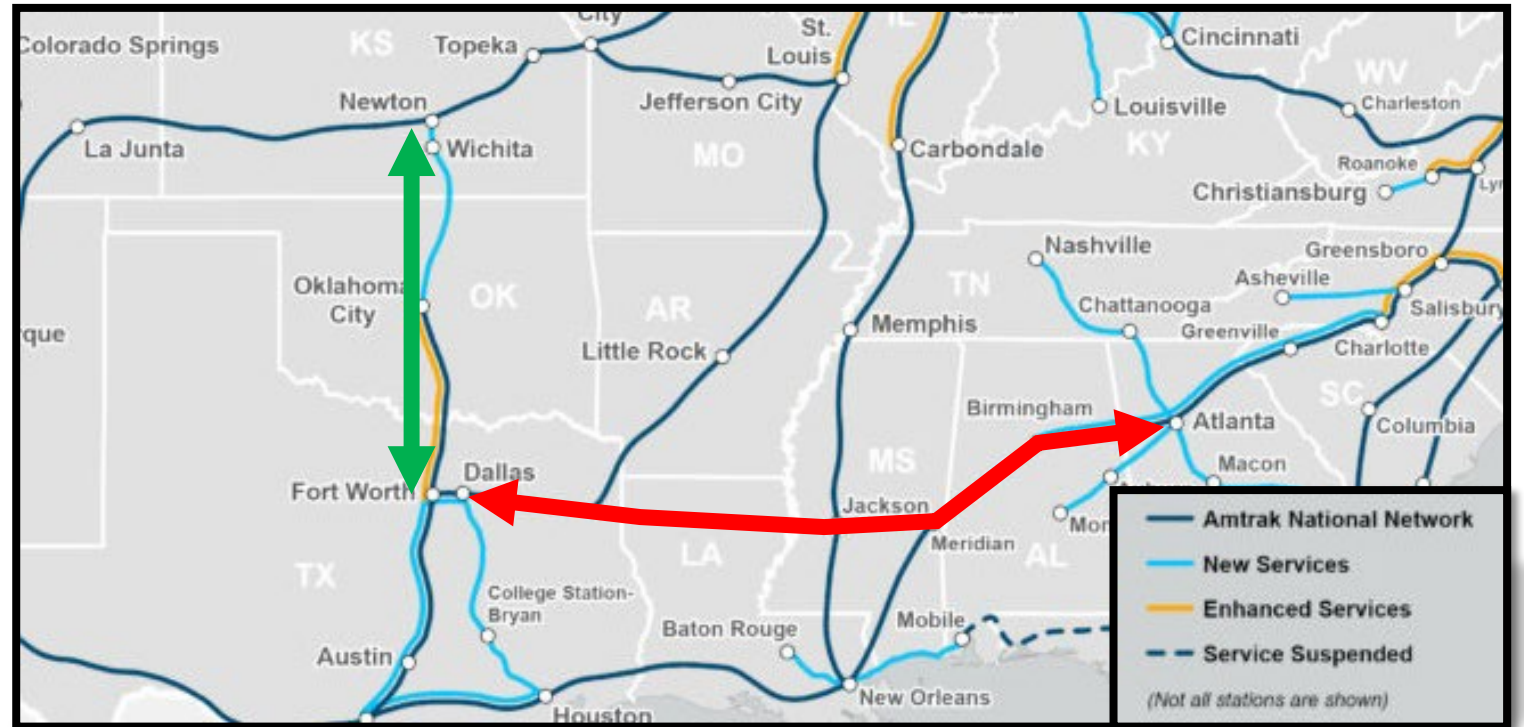 City
Colorado Springs
KS
Topeka
St.
Louis
IL
Cincinnati
WV
Newton
Jefferson City
Louisville
Charleston
La Junta
Wichita
MO
Carbondale
KY
Roanoke
Christiansburg
Nashville
Greensboro
Oklahoma
City
OK
AR
TN
Asheville
Chattanooga
Salisbury
Memphis
Greenville
Little Rock
Charlotte
SC
Birmingham
Atlanta
Columbia
MS
Macon
Dallas
Fort Worth
Jackson
Meridian
LA
AL
TX
College Station-
Bryan
Baton Rouge
Mobile
Austin
New Orleans
Houston
Amtrak National Network
New Services
Enhanced Services
Service Suspended
(Not all stations are shown)